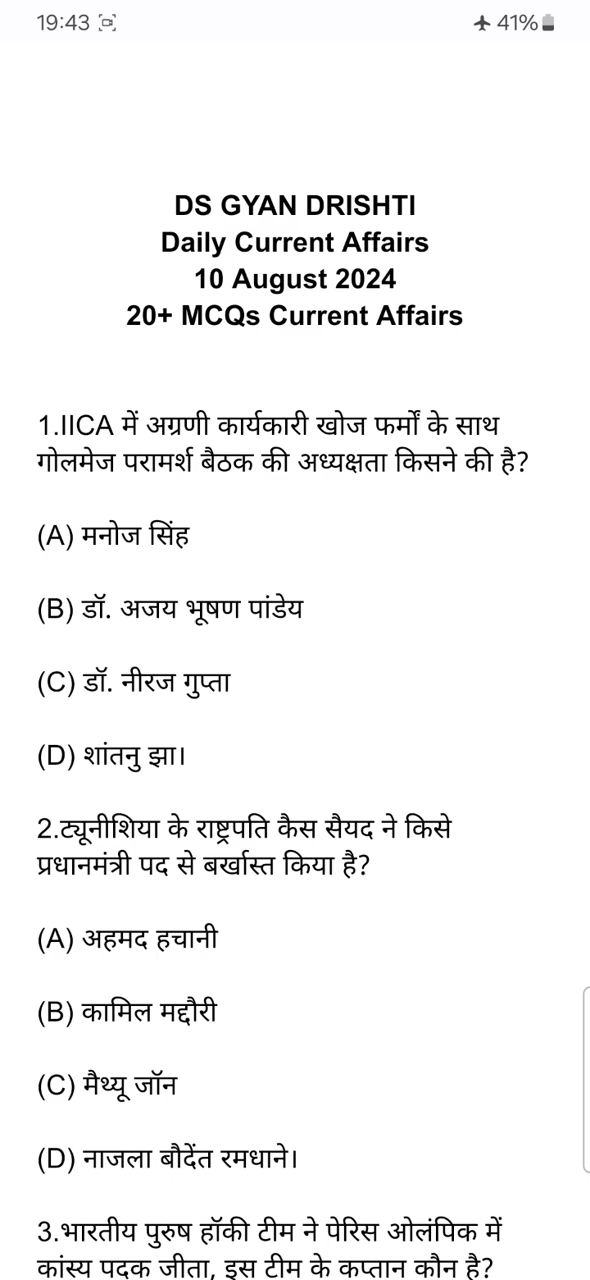 19:43
41%
DS GYAN DRISHTI
Daily Current Affairs
10 August 2024
20+ MCQs Current Affairs
1.IICA में अग्रणी कार्यकारी खोज फर्मों के साथ
गोलमेज परामर्श बैठक की अध्यक्षता किसने की है?
(A) मनोज सिंह
(B) डॉ. अजय भूषण पांडेय
(C) डॉ. नीरज गुप्ता
(D) शांतनु झा।
2.ट्यूनीशिया के राष्ट्रपति कैस सैयद ने किसे
प्रधानमंत्री पद से बर्खास्त किया है?
(A) अहमद हचानी
(B) कामिल मद्दौरी
(C) मैथ्यू जॉन
(D) नाजला बौदेंत रमधाने।
3.भारतीय पुरुष हॉकी टीम ने पेरिस ओलंपिक में
कांस्य पदक जीता, इस टीम के कप्तान कौन है?